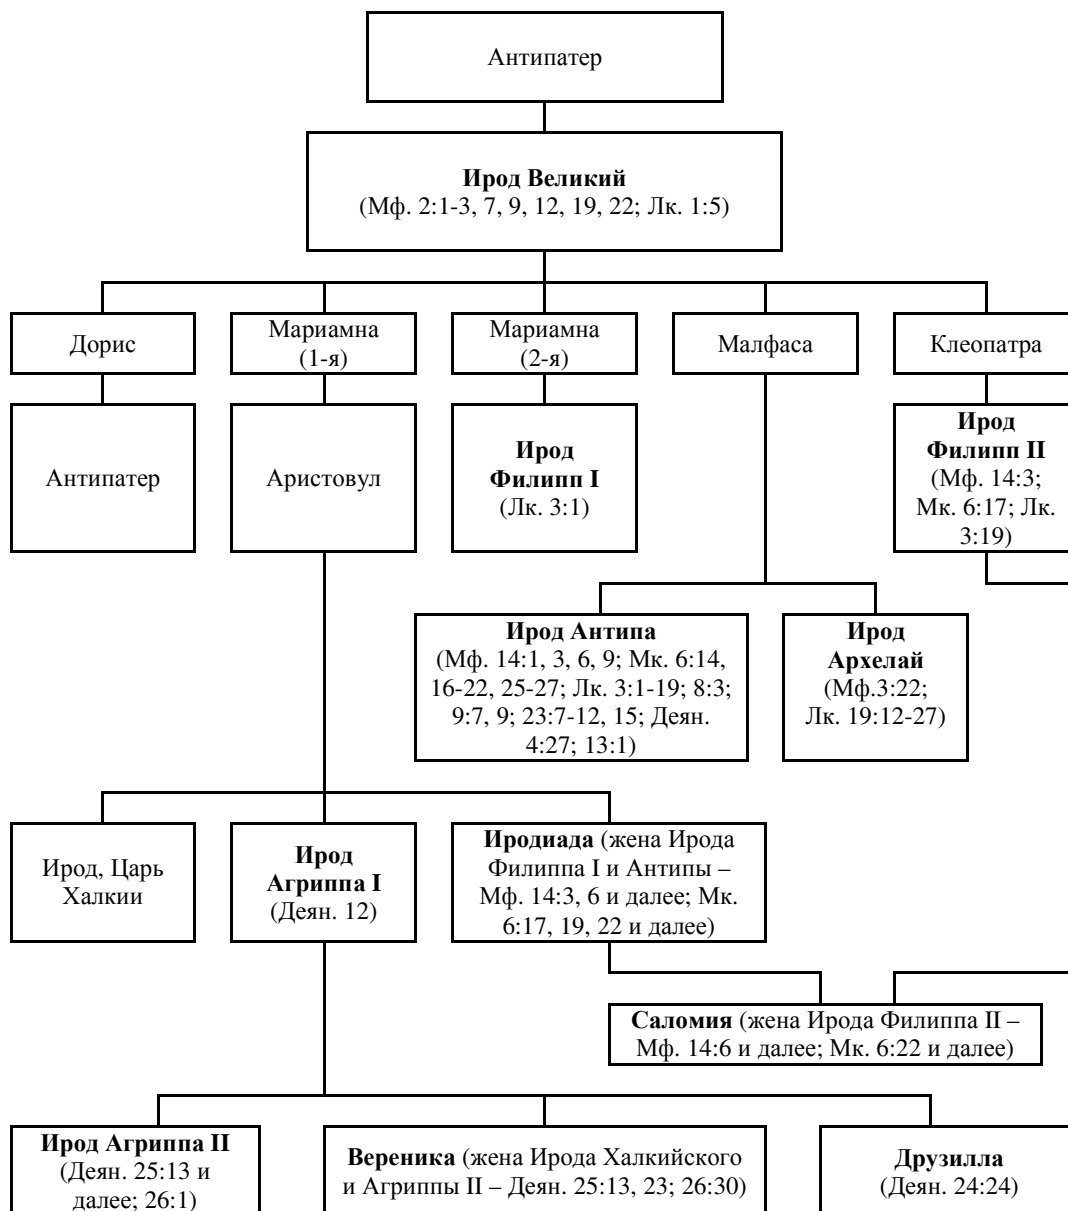 Антипатер
Ирод Великий
(Мф. 2:1-3, 7, 9, 12, 19, 22; Лк. 1:5)
Дорис
Мариамна
(1-я)
Мариамна
(2-я)
Малфаса
Клеопатра
Антипатер
Аристовул
Ирод
Филипп I
(Лк. 3:1)
Ирод
Филипп II
(Мф. 14:3;
Мк. 6:17; Лк.
3:19)
Ирод Антипа
(Мф. 14:1, 3, 6, 9; Мк. 6:14,
16-22, 25-27; Лк. 3:1-19; 8:3;
9:7, 9; 23:7-12, 15; Деян.
4:27; 13:1)
Ирод
Архелай
(Мф.3:22;
Лк. 19:12-27)
Ирод, Царь
Халкии
Ирод
Агриппа I
(Деян. 12)
Иродиада (жена Ирода
Филиппа I и Антипы –
Мф. 14:3, 6 и далее; Мк.
6:17, 19, 22 и далее)
Саломия (жена Ирода Филиппа II –
Мф. 14:6 и далее; Мк. 6:22 и далее)
Ирод Агриппа II
(Деян. 25:13 и
далее; 26:1)
Вереника (жена Ирода Халкийского
и Агриппы II – Деян. 25:13, 23; 26:30)
Друзилла
(Деян. 24:24)